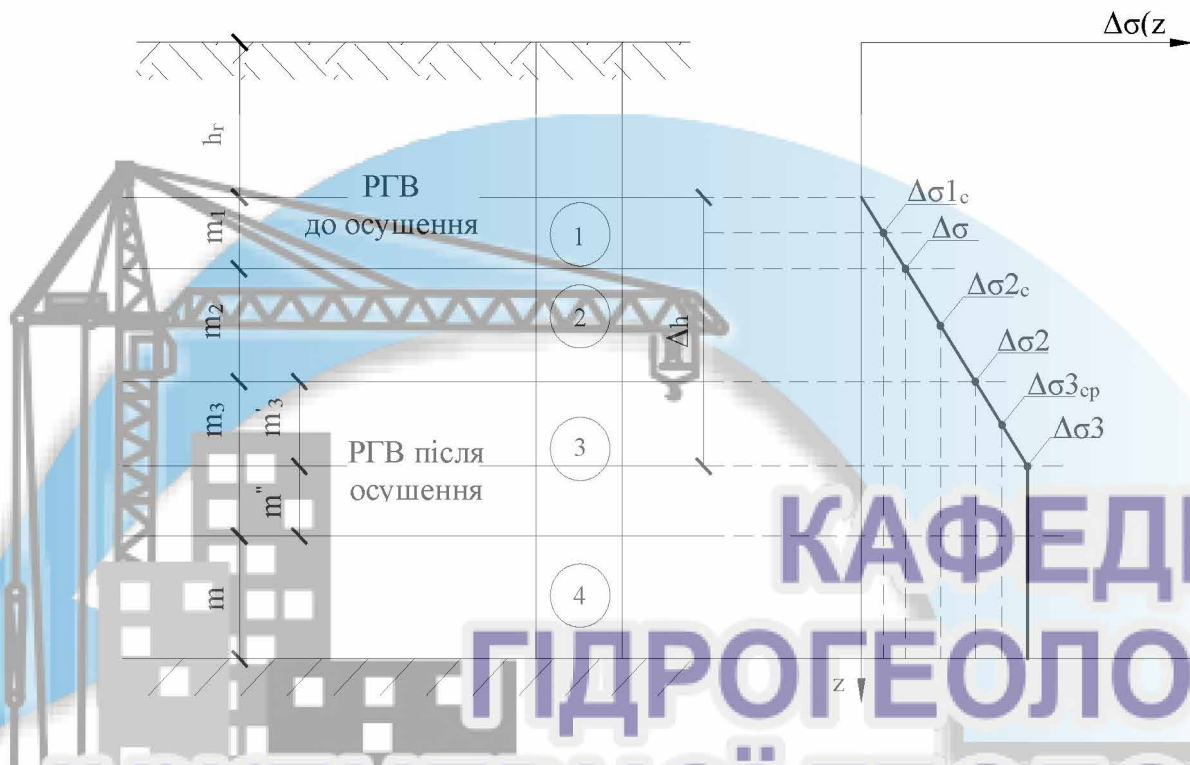 Δσ(z
hг
РГВ
до осушення
m1
1
Δσ1с
Δσ
m2
2
Δh
Δσ2с
Δσ2
m3
m'3
3
Δσ3ср
Δσ3
РГВ після
осушення
m"
КАФЕД
m
4
ГІДРОГЕОЛО
z